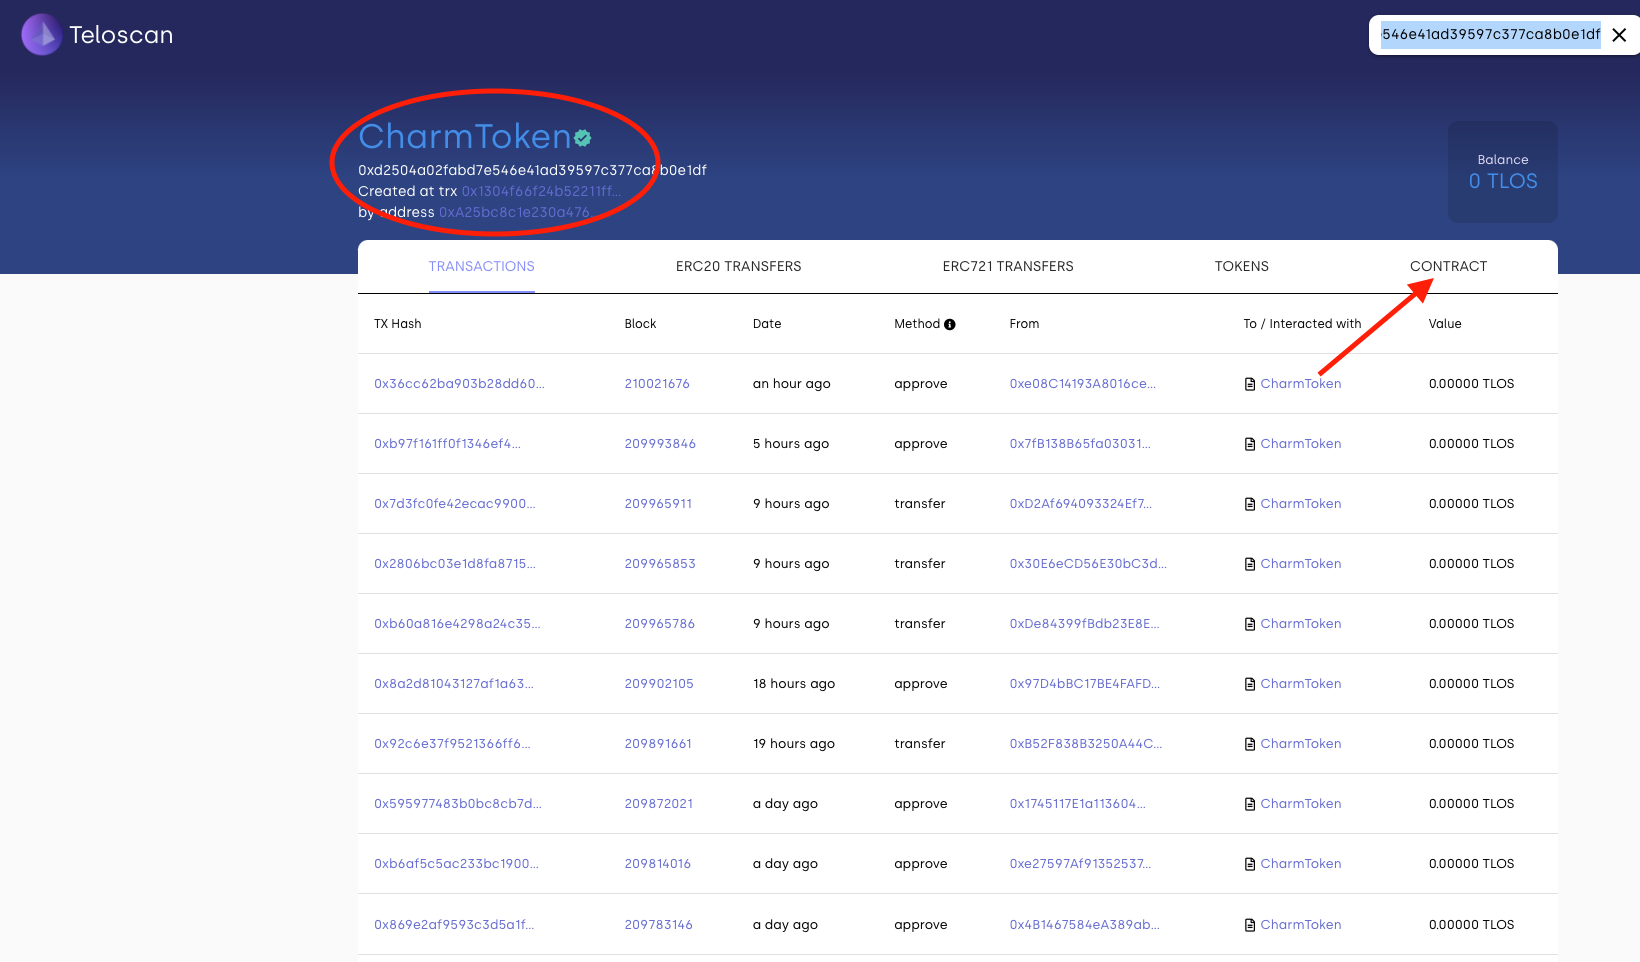 Teloscan
546e41ad39597c377ca8b0e1df
CharmToken
0xd2504a02fabd7e546e41ad39597c377ca8b0e1df
Created at trx 0x1304f66f24b52211ff...
by address 0xA25bc8c1e230a476...
Balance
0 TLOS
TRANSACTIONS ERC20 TRANSFERS ERC721 TRANSFERS TOKENS CONTRACT
TX Hash Block Date Method From To / Interacted with Value
0x36cc62ba903b28dd60... 210021676 an hour ago approve 0xe08C14193A8016ce... CharmToken 0.00000 TLOS
0xb97f161ff0f1346ef4... 209993846 5 hours ago approve 0x7fB138B65fa03031... CharmToken 0.00000 TLOS
0x7d3fc0fe42ecac9900... 209965911 9 hours ago transfer 0xD2Af694093324Ef7... CharmToken 0.00000 TLOS
0x2806bc03e1d8fa8715... 209965853 9 hours ago transfer 0x30E6eCD56E30bC3d... CharmToken 0.00000 TLOS
0xb60a816e4298a24c35... 209965786 9 hours ago transfer 0xDe84399fBdb23E8E... CharmToken 0.00000 TLOS
0x8a2d81043127af1a63... 209902105 18 hours ago approve 0x97D4bBC17BE4FAFD... CharmToken 0.00000 TLOS
0x92c6e37f9521366ff6... 209891661 19 hours ago transfer 0xB52F838B3250A44C... CharmToken 0.00000 TLOS
0x595977483b0bc8cb7d... 209872021 a day ago approve 0x1745117E1a113604... CharmToken 0.00000 TLOS
0xb6af5c5ac233bc1900... 209814016 a day ago approve 0xe27597Af91352537... CharmToken 0.00000 TLOS
0x869e2af9593c3d5a1f... 209783146 a day ago approve 0x4B1467584eA389ab... CharmToken 0.00000 TLOS